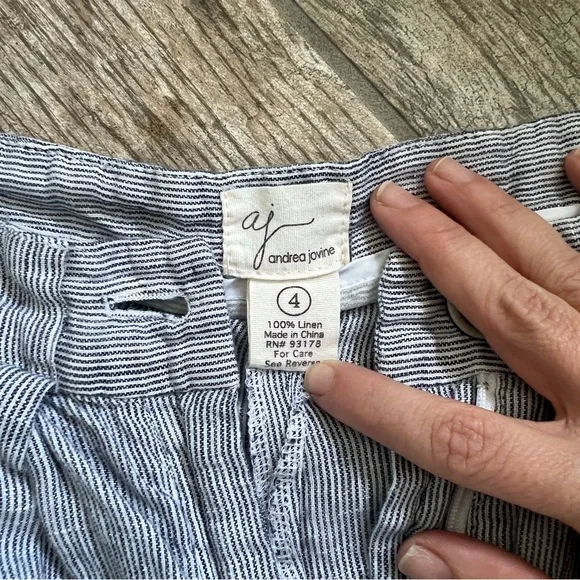 aj
andrea jovine
4
100% Linen
Made in China
RN# 93178
For Care
See Reverse